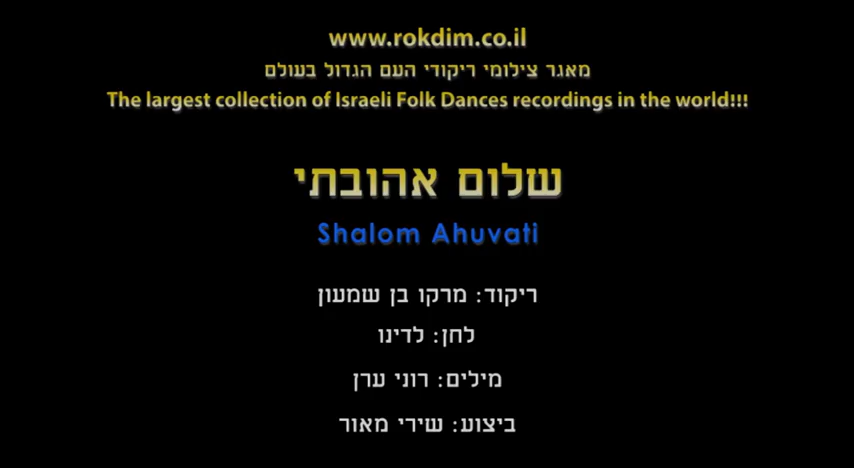 www.rokdim.co.il
מאגר צילומי ריקודי העם הגדול בעולם
The largest collection of Israeli Folk Dances recordings in the world!!!
שלום אהובתי
Shalom Ahuvati
ריקוד: מרקו בן שמעון
לחן: לדינו
מילים: רוני ערן
ביצוע: שירי מאור